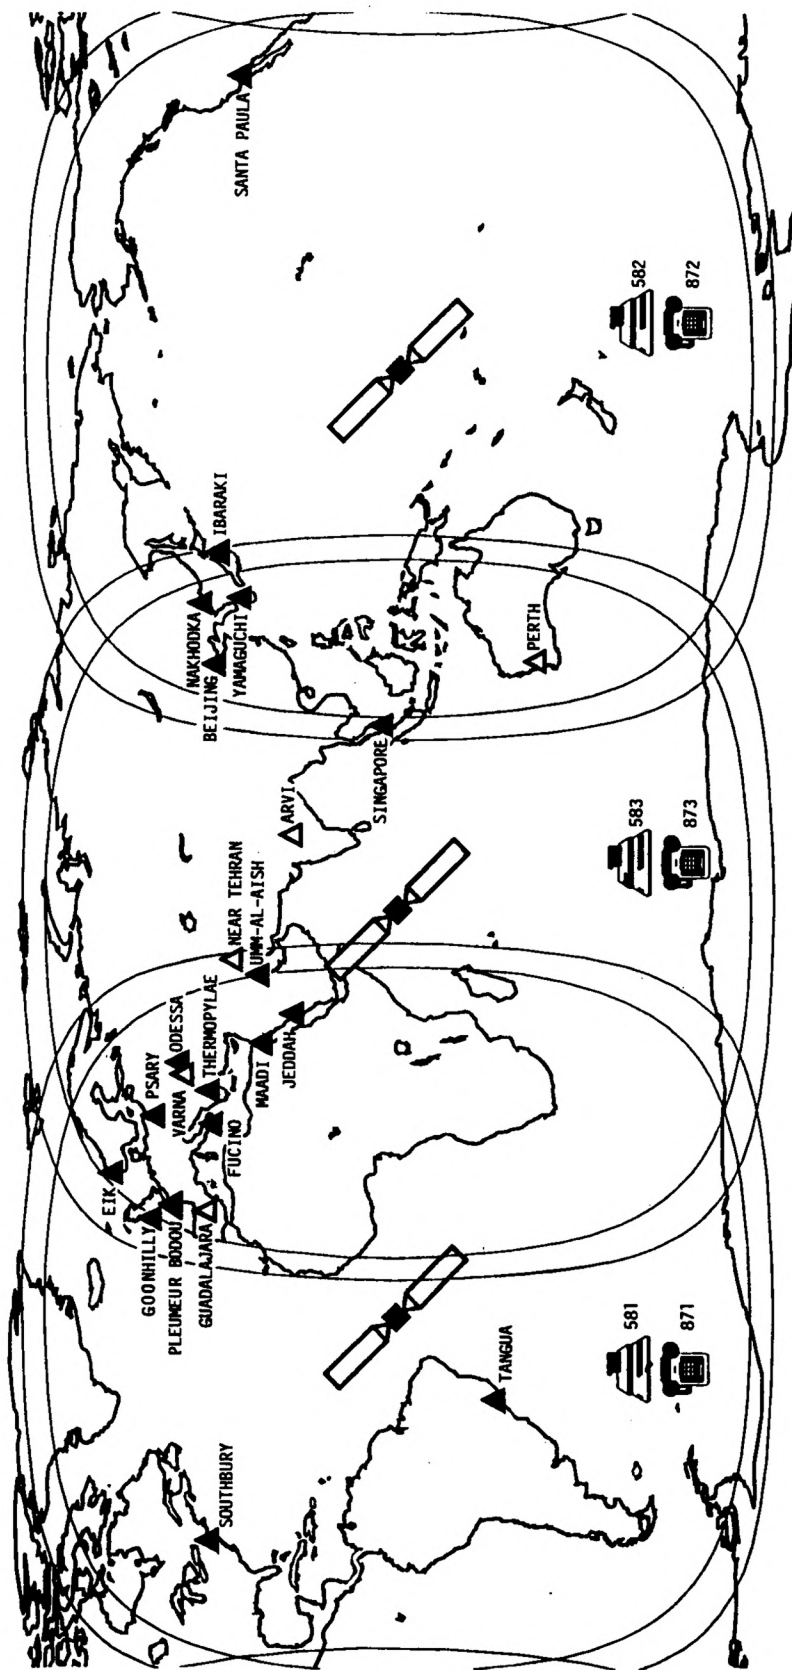 SOUTHBURY
TANGUA
581
871
GOONHILLY
PLEUMEUR BODOU
GUADALAJARA
EIK
PSARY
VARNA
ODESSA
THERMOPYLAE
FUCINO
MAADI
JEDDAH
NEAR TEHRAN
UMM-AL-AISH
ARVI
SINGAPORE
583
873
NAKHODKA
BEIJING
YAMAGUCHI
IBARAKI
PERTH
582
872
SANTA PAULA